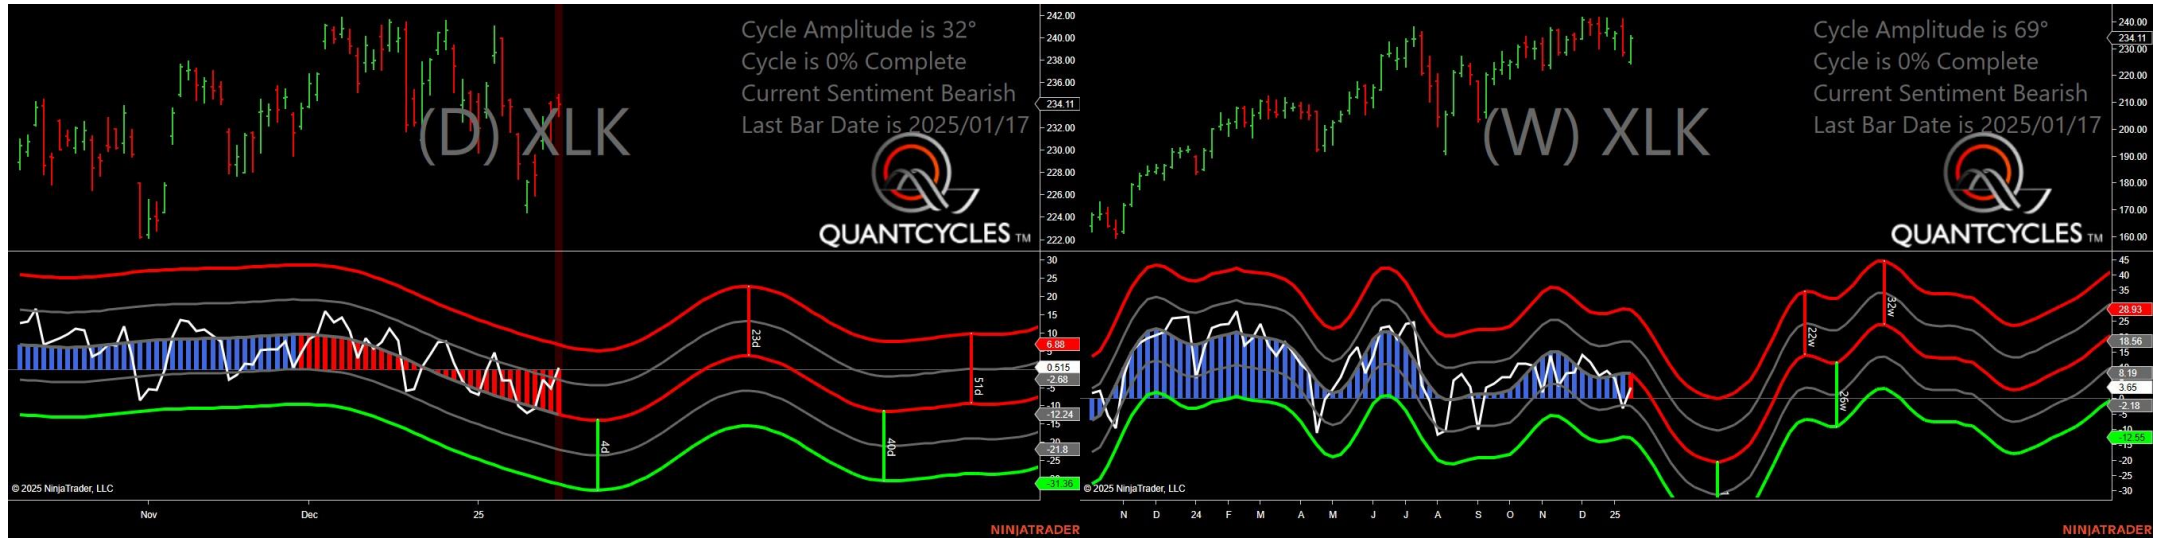 Cycle Amplitude is 32°
Cycle is 0% Complete
Current Sentiment Bearish
Last Bar Date is 2025/01/17
(D) XLK
QUANTCYCLES TM
242.00
240.00
238.00
236.00
234.11
232.00
230.00
228.00
226.00
224.00
222.00
30
25
20
15
10
6.88
0.515
-2.68
-10
-12.24
-15
-21.8
-25
-31.36
23d
4d
40d
51d
© 2025 NinjaTrader, LLC
Nov
Dec
25
NINJATRADER
Cycle Amplitude is 69°
Cycle is 0% Complete
Current Sentiment Bearish
Last Bar Date is 2025/01/17
(W) XLK
QUANTCYCLES TM
240.00
234.11
230.00
220.00
210.00
200.00
190.00
180.00
170.00
160.00
45
40
35
28.93
25
18.56
15
8.19
3.65
-2.18
-12.55
-20
-25
-30
22w
32w
26w
© 2025 NinjaTrader, LLC
N
D
24
F
M
A
M
J
J
A
S
O
N
D
25
NINJATRADER